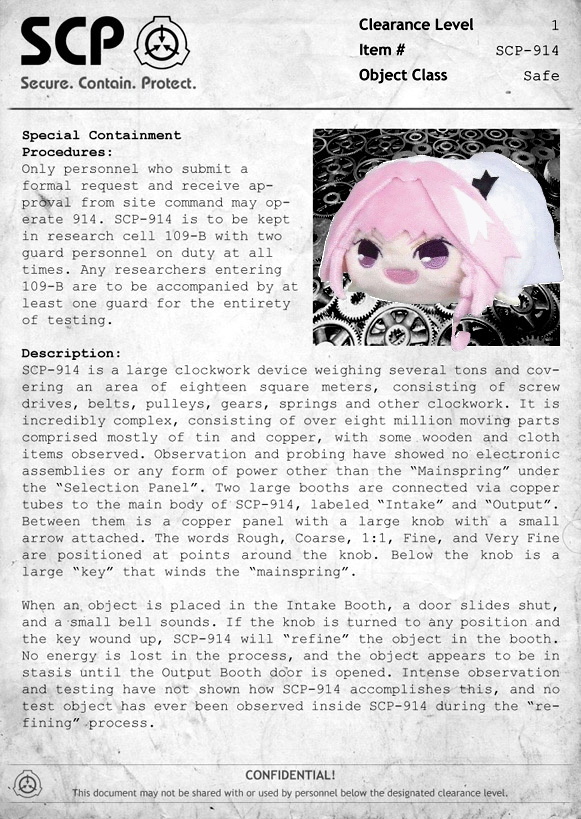 SCP
Secure. Contain. Protect.
Clearance Level 1
Item # SCP-914
Object Class Safe
Special Containment
Procedures:
Only personnel who submit a
formal request and receive ap-
proval from site command may op-
erate 914. SCP-914 is to be kept
in research cell 109-B with two
guard personnel on duty at all
times. Any researchers entering
109-B are to be accompanied by at
least one guard for the entirety
of testing.
Description:
SCP-914 is a large clockwork device weighing several tons and cov-
ering an area of eighteen square meters, consisting of screw
drives, belts, pulleys, gears, springs and other clockwork. It is
incredibly complex, consisting of over eight million moving parts
comprised mostly of tin and copper, with some wooden and cloth
items observed. Observation and probing have showed no electronic
assemblies or any form of power other than the “Mainspring” under
the “Selection Panel”. Two large booths are connected via copper
tubes to the main body of SCP-914, labeled “Intake” and “Output”.
Between them is a copper panel with a large knob with a small
arrow attached. The words Rough, Coarse, 1:1, Fine, and Very Fine
are positioned at points around the knob. Below the knob is a
large “key” that winds the “mainspring”.
When an object is placed in the Intake Booth, a door slides shut,
and a small bell sounds. If the knob is turned to any position and
the key wound up, SCP-914 will “refine” the object in the booth.
No energy is lost in the process, and the object appears to be in
stasis until the Output Booth door is opened. Intense observation
and testing have not shown how SCP-914 accomplishes this, and no
test object has ever been observed inside SCP-914 during the “re-
fining” process.
CONFIDENTIAL!
This document may not be shared with or used by personnel below the designated clearance level.